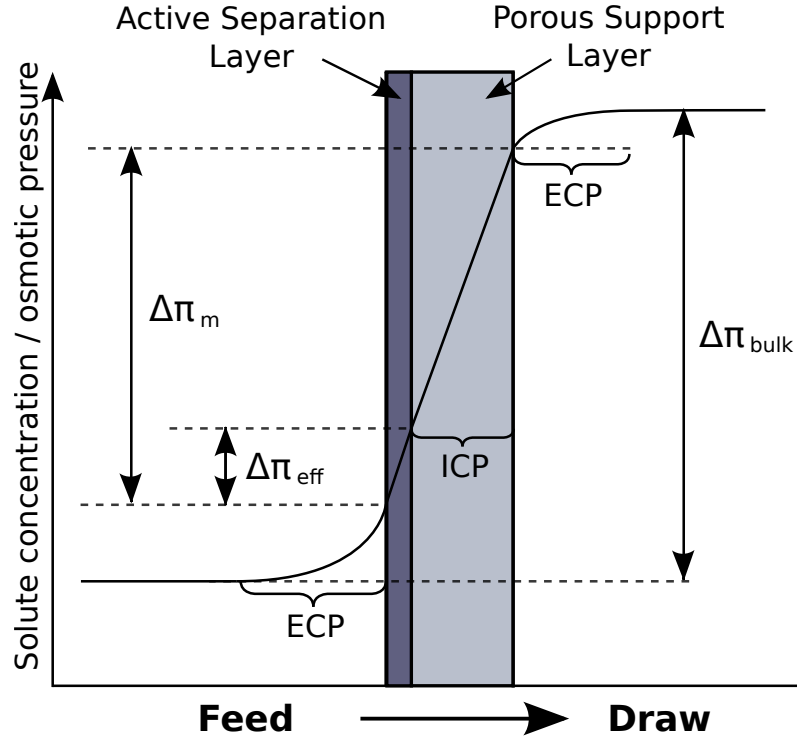 Active Separation
Layer
Porous Support
Layer
Solute concentration / osmotic pressure
ECP
Δπ m
Δπ bulk
Δπ eff
ICP
ECP
Feed
Draw